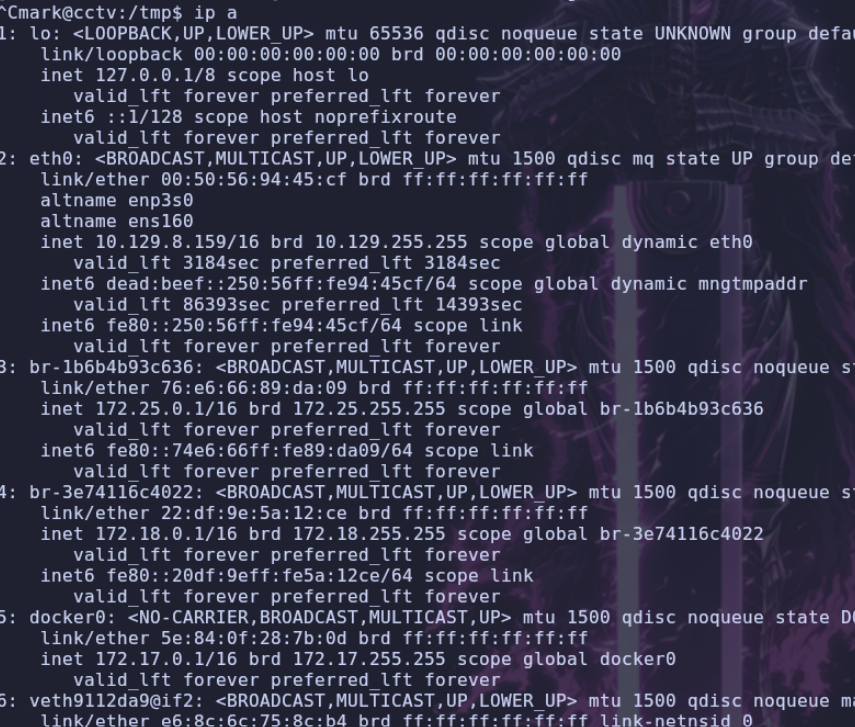 ^Cmark@cctv:/tmp$ ip a
1: lo: <LOOPBACK,UP,LOWER_UP> mtu 65536 qdisc noqueue state UNKNOWN group defau
link/loopback 00:00:00:00:00:00 brd 00:00:00:00:00:00
inet 127.0.0.1/8 scope host lo
valid_lft forever preferred_lft forever
inet6 ::1/128 scope host noprefixroute
valid_lft forever preferred_lft forever
2: eth0: <BROADCAST,MULTICAST,UP,LOWER_UP> mtu 1500 qdisc mq state UP group def
link/ether 00:50:56:94:45:cf brd ff:ff:ff:ff:ff:ff
altname enp3s0
altname ens160
inet 10.129.8.159/16 brd 10.129.255.255 scope global dynamic eth0
valid_lft 3184sec preferred_lft 3184sec
inet6 dead:beef::250:56ff:fe94:45cf/64 scope global dynamic mngtmpaddr
valid_lft 86393sec preferred_lft 14393sec
inet6 fe80::250:56ff:fe94:45cf/64 scope link
valid_lft forever preferred_lft forever
3: br-1b6b4b93c636: <BROADCAST,MULTICAST,UP,LOWER_UP> mtu 1500 qdisc noqueue st
link/ether 76:e6:66:89:da:09 brd ff:ff:ff:ff:ff:ff
inet 172.25.0.1/16 brd 172.25.255.255 scope global br-1b6b4b93c636
valid_lft forever preferred_lft forever
inet6 fe80::74e6:66ff:fe89:da09/64 scope link
valid_lft forever preferred_lft forever
4: br-3e74116c4022: <BROADCAST,MULTICAST,UP,LOWER_UP> mtu 1500 qdisc noqueue st
link/ether 22:df:9e:5a:12:ce brd ff:ff:ff:ff:ff:ff
inet 172.18.0.1/16 brd 172.18.255.255 scope global br-3e74116c4022
valid_lft forever preferred_lft forever
inet6 fe80::20df:9eff:fe5a:12ce/64 scope link
valid_lft forever preferred_lft forever
5: docker0: <NO-CARRIER,BROADCAST,MULTICAST,UP> mtu 1500 qdisc noqueue state DO
link/ether 5e:84:0f:28:7b:0d brd ff:ff:ff:ff:ff:ff
inet 172.17.0.1/16 brd 172.17.255.255 scope global docker0
valid_lft forever preferred_lft forever
6: veth9112da9@if2: <BROADCAST,MULTICAST,UP,LOWER_UP> mtu 1500 qdisc noqueue ma
link/ether e6:8c:6c:75:8c:b4 brd ff:ff:ff:ff:ff:ff link-netnsid 0